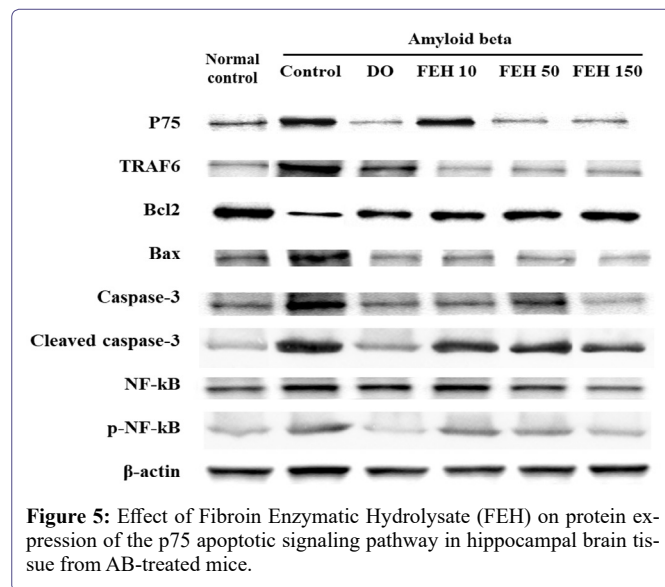 Amyloid beta
Normal control Control DO FEH 10 FEH 50 FEH 150
P75
TRAF6
Bcl2
Bax
Caspase-3
Cleaved caspase-3
NF-kB
p-NF-kB
β-actin
Figure 5: Effect of Fibroin Enzymatic Hydrolysate (FEH) on protein ex-
pression of the p75 apoptotic signaling pathway in hippocampal brain tis-
sue from AB-treated mice.